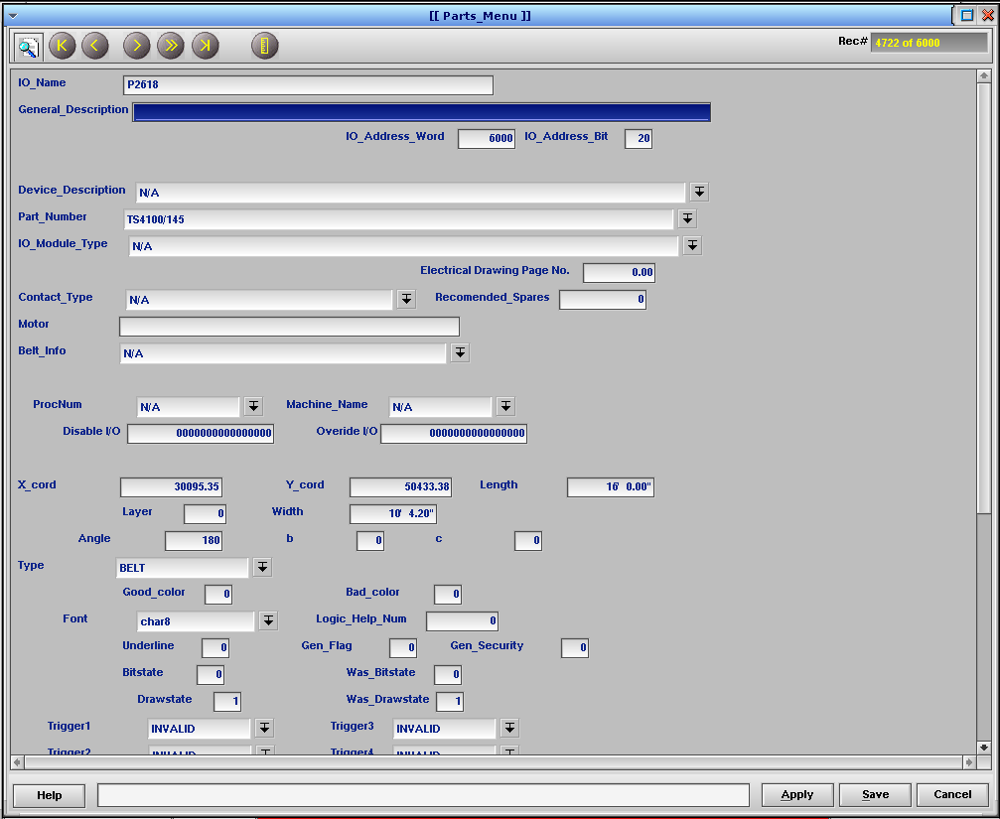 [[ Parts_Menu ]]
Rec# 4722 of 6000
IO_Name P2618
General_Description
IO_Address_Word 6000 IO_Address_Bit 20
Device_Description N/A
Part_Number TS4100/145
IO_Module_Type N/A
Electrical Drawing Page No. 0.00
Contact_Type N/A Recomended_Spares 0
Motor
Belt_Info N/A
ProcNum N/A Machine_Name N/A
Disable I/O 0000000000000000 Overide I/O 0000000000000000
X_cord 30095.35 Y_cord 50433.38 Length 16' 0.00"
Layer 0 Width 10' 4.20"
Angle 180 b 0 c 0
Type BELT
Good_color 0 Bad_color 0
Font char8 Logic_Help_Num 0
Underline 0 Gen_Flag 0 Gen_Security 0
Bitstate 0 Was_Bitstate 0
Drawstate 1 Was_Drawstate 1
Trigger1 INVALID Trigger3 INVALID
Trigger2 INVALID Trigger4 INVALID
Help Apply Save Cancel